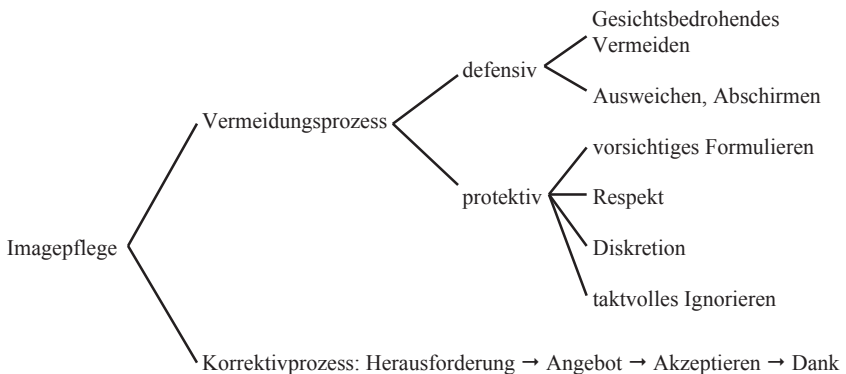 Gesichtsbedrohendes
Vermeiden
defensiv
Ausweichen, Abschirmen
Vermeidungsprozess
vorsichtiges Formulieren
protektiv
Respekt
Diskretion
Imagepflege
taktvolles Ignorieren
Korrektivprozess: Herausforderung → Angebot → Akzeptieren → Dank